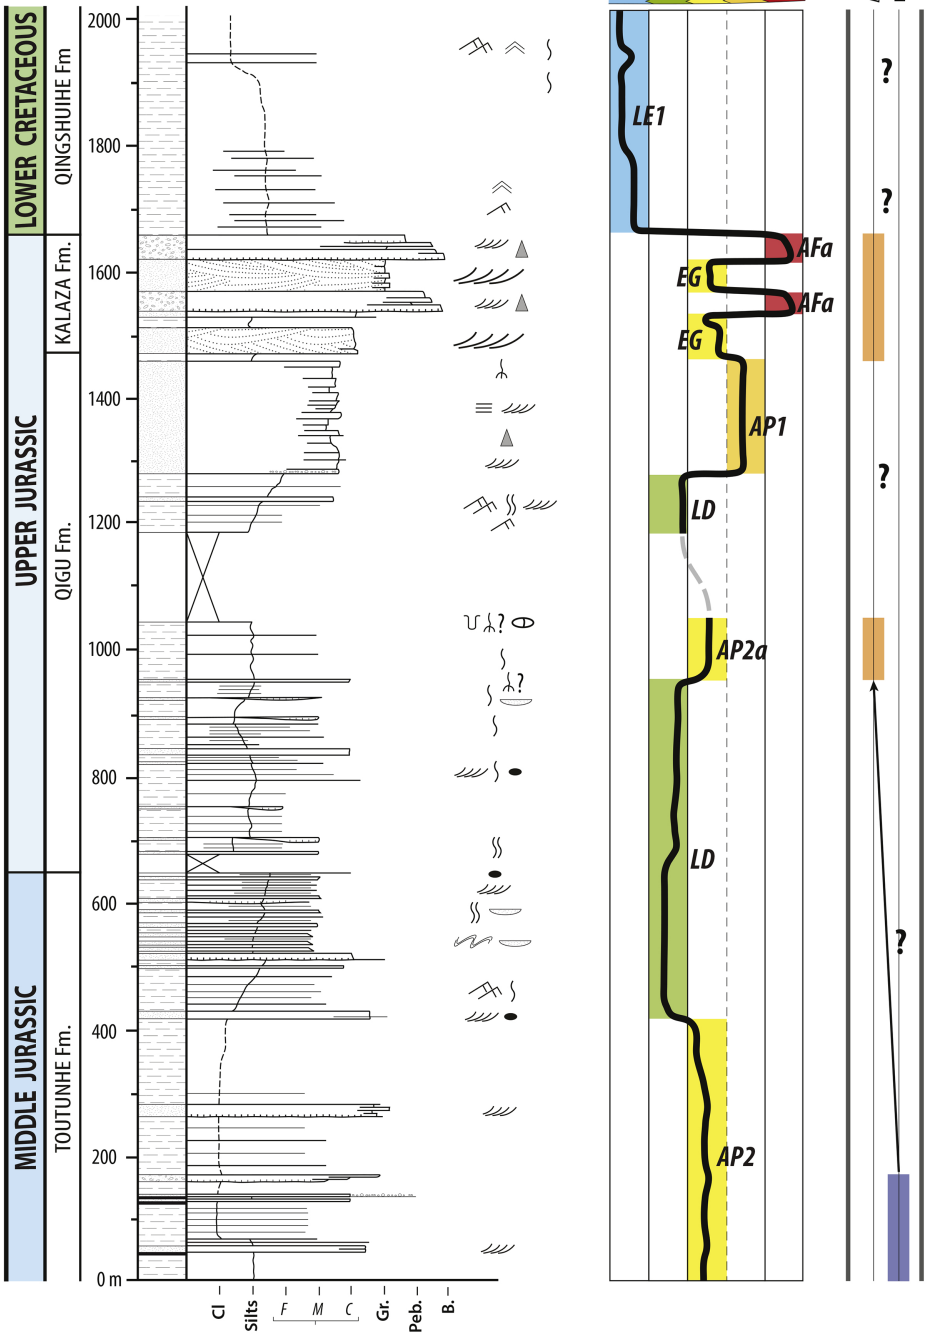 LOWER CRETACEOUS
QINGSHUIHE Fm
UPPER JURASSIC
KALAZA Fm.
QIGU Fm.
MIDDLE JURASSIC
TOUTUNHE Fm.
2000
1800
1600
1400
1200
1000
800
600
400
200
0 m
Cl
Silts
F
M
C
Gr.
Peb.
B.
?
?
LE1
AFa
EG
AFa
EG
AP1
LD
AP2a
LD
AP2
?
?
?
?